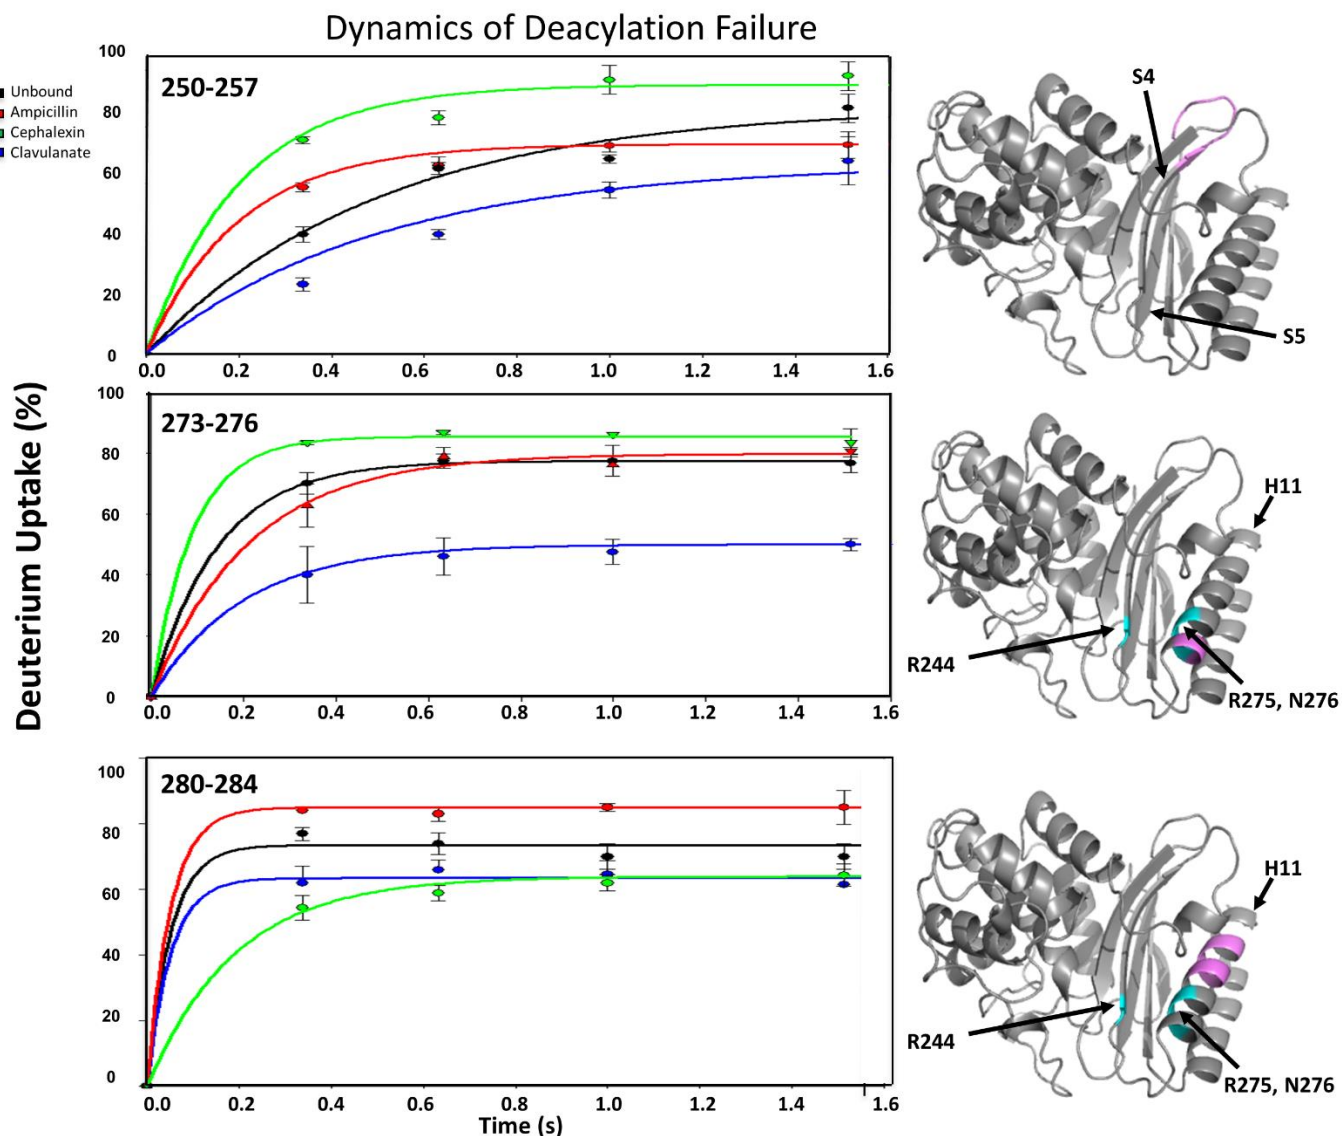 Dynamics of Deacylation Failure
Unbound
Ampicillin
Cephalexin
Clavulanate
Deuterium Uptake (%)
250-257
100
80
60
40
20
0
0.0 0.2 0.4 0.6 0.8 1.0 1.2 1.4 1.6
S4
S5
273-276
100
80
60
40
20
0
0.0 0.2 0.4 0.6 0.8 1.0 1.2 1.4 1.6
H11
R244
R275, N276
280-284
100
80
60
40
20
0
0.0 0.2 0.4 0.6 0.8 1.0 1.2 1.4 1.6
Time (s)
H11
R244
R275, N276